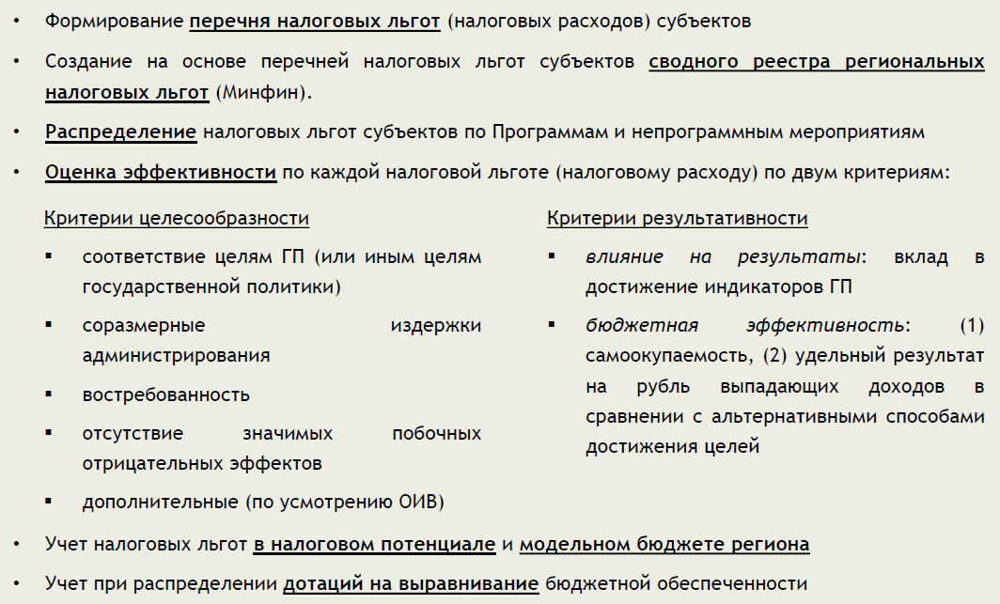 • Формирование перечня налоговых льгот (налоговых расходов) субъектов
• Создание на основе перечней налоговых льгот субъектов сводного реестра региональных
налоговых льгот (Минфин).
• Распределение налоговых льгот субъектов по Программам и непрограммным мероприятиям
• Оценка эффективности по каждой налоговой льготе (налоговому расходу) по двум критериям:
Критерии целесообразности
▪ соответствие целям ГП (или иным целям
государственной политики)
▪ соразмерные издержки
администрирования
▪ востребованность
▪ отсутствие значимых побочных
отрицательных эффектов
▪ дополнительные (по усмотрению ОИВ)
Критерии результативности
▪ влияние на результаты: вклад в
достижение индикаторов ГП
▪ бюджетная эффективность: (1)
самоокупаемость, (2) удельный результат
на рубль выпадающих доходов в
сравнении с альтернативными способами
достижения целей
• Учет налоговых льгот в налоговом потенциале и модельном бюджете региона
• Учет при распределении дотаций на выравнивание бюджетной обеспеченности